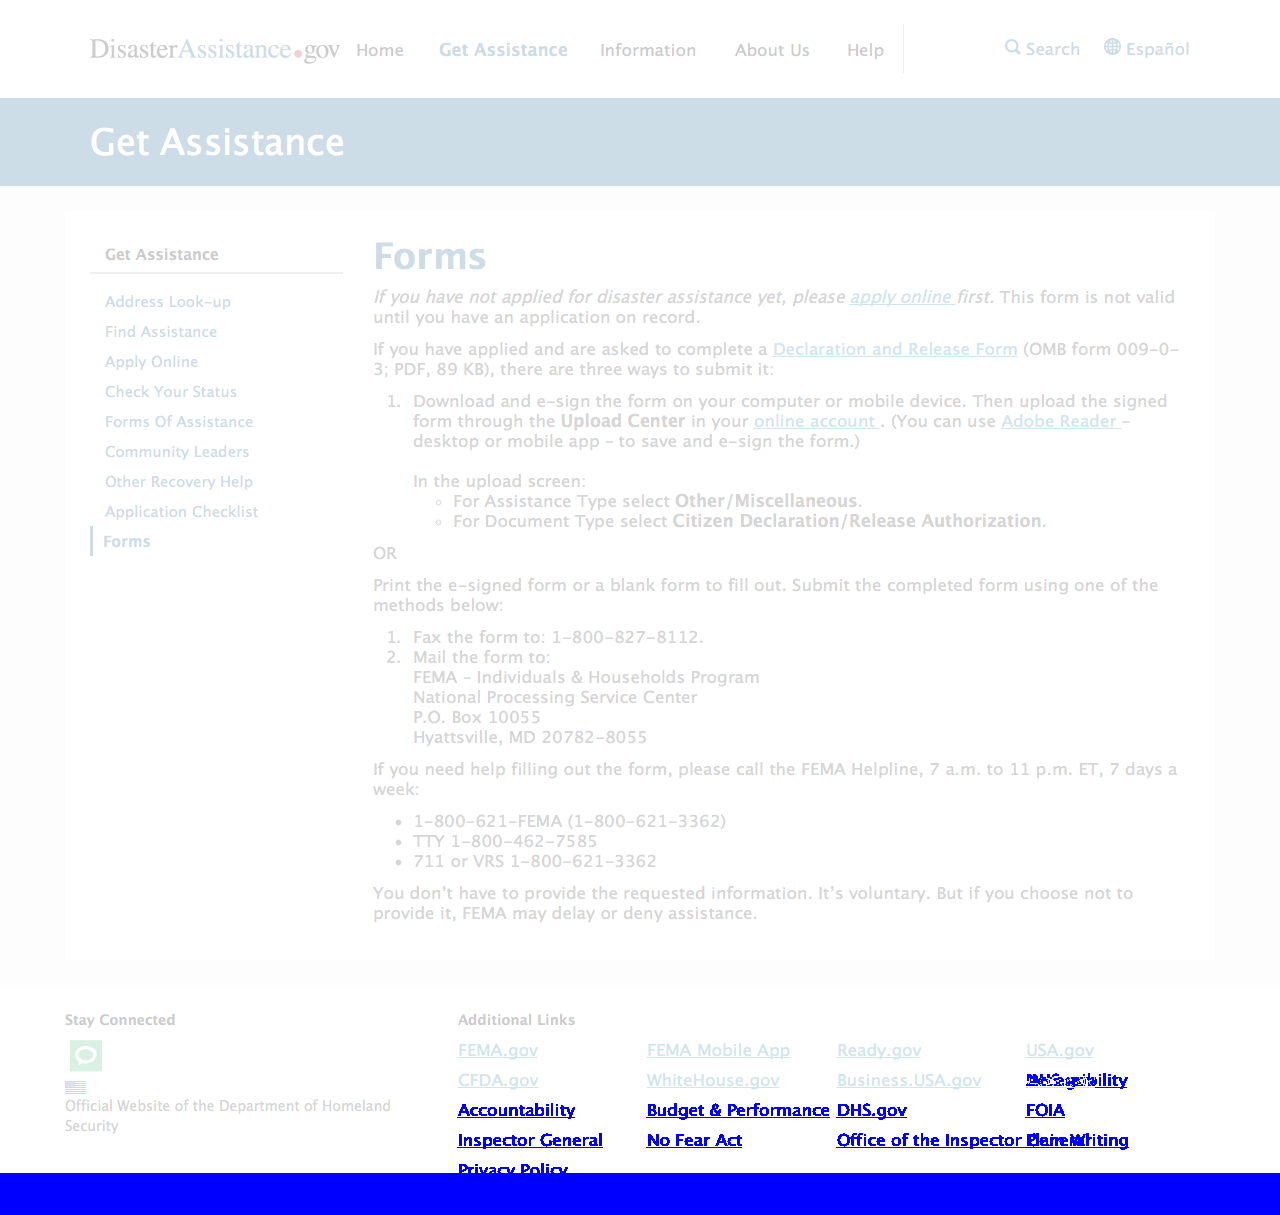 DisasterAssistance.gov Home Get Assistance Information About Us Help Search Español
Get Assistance
Get Assistance
Address Look-up
Find Assistance
Apply Online
Check Your Status
Forms Of Assistance
Community Leaders
Other Recovery Help
Application Checklist
Forms
Forms
If you have not applied for disaster assistance yet, please apply online first. This form is not valid
until you have an application on record.
If you have applied and are asked to complete a Declaration and Release Form (OMB form 009-0-
3; PDF, 89 KB), there are three ways to submit it:
1. Download and e-sign the form on your computer or mobile device. Then upload the signed
form through the Upload Center in your online account . (You can use Adobe Reader –
desktop or mobile app – to save and e-sign the form.)
In the upload screen:
For Assistance Type select Other/Miscellaneous.
For Document Type select Citizen Declaration/Release Authorization.
OR
Print the e-signed form or a blank form to fill out. Submit the completed form using one of the
methods below:
1. Fax the form to: 1-800-827-8112.
2. Mail the form to:
FEMA – Individuals & Households Program
National Processing Service Center
P.O. Box 10055
Hyattsville, MD 20782-8055
If you need help filling out the form, please call the FEMA Helpline, 7 a.m. to 11 p.m. ET, 7 days a
week:
1-800-621-FEMA (1-800-621-3362)
TTY 1-800-462-7585
711 or VRS 1-800-621-3362
You don't have to provide the requested information. It's voluntary. But if you choose not to
provide it, FEMA may delay or deny assistance.
Stay Connected
Official Website of the Department of Homeland
Security
Additional Links
FEMA.gov FEMA Mobile App Ready.gov USA.gov
CFDA.gov WhiteHouse.gov Business.USA.gov
Accountability Budget & Performance DHS.gov FOIA
Inspector General No Fear Act Office of the Inspector General Plain Writing
Privacy Policy